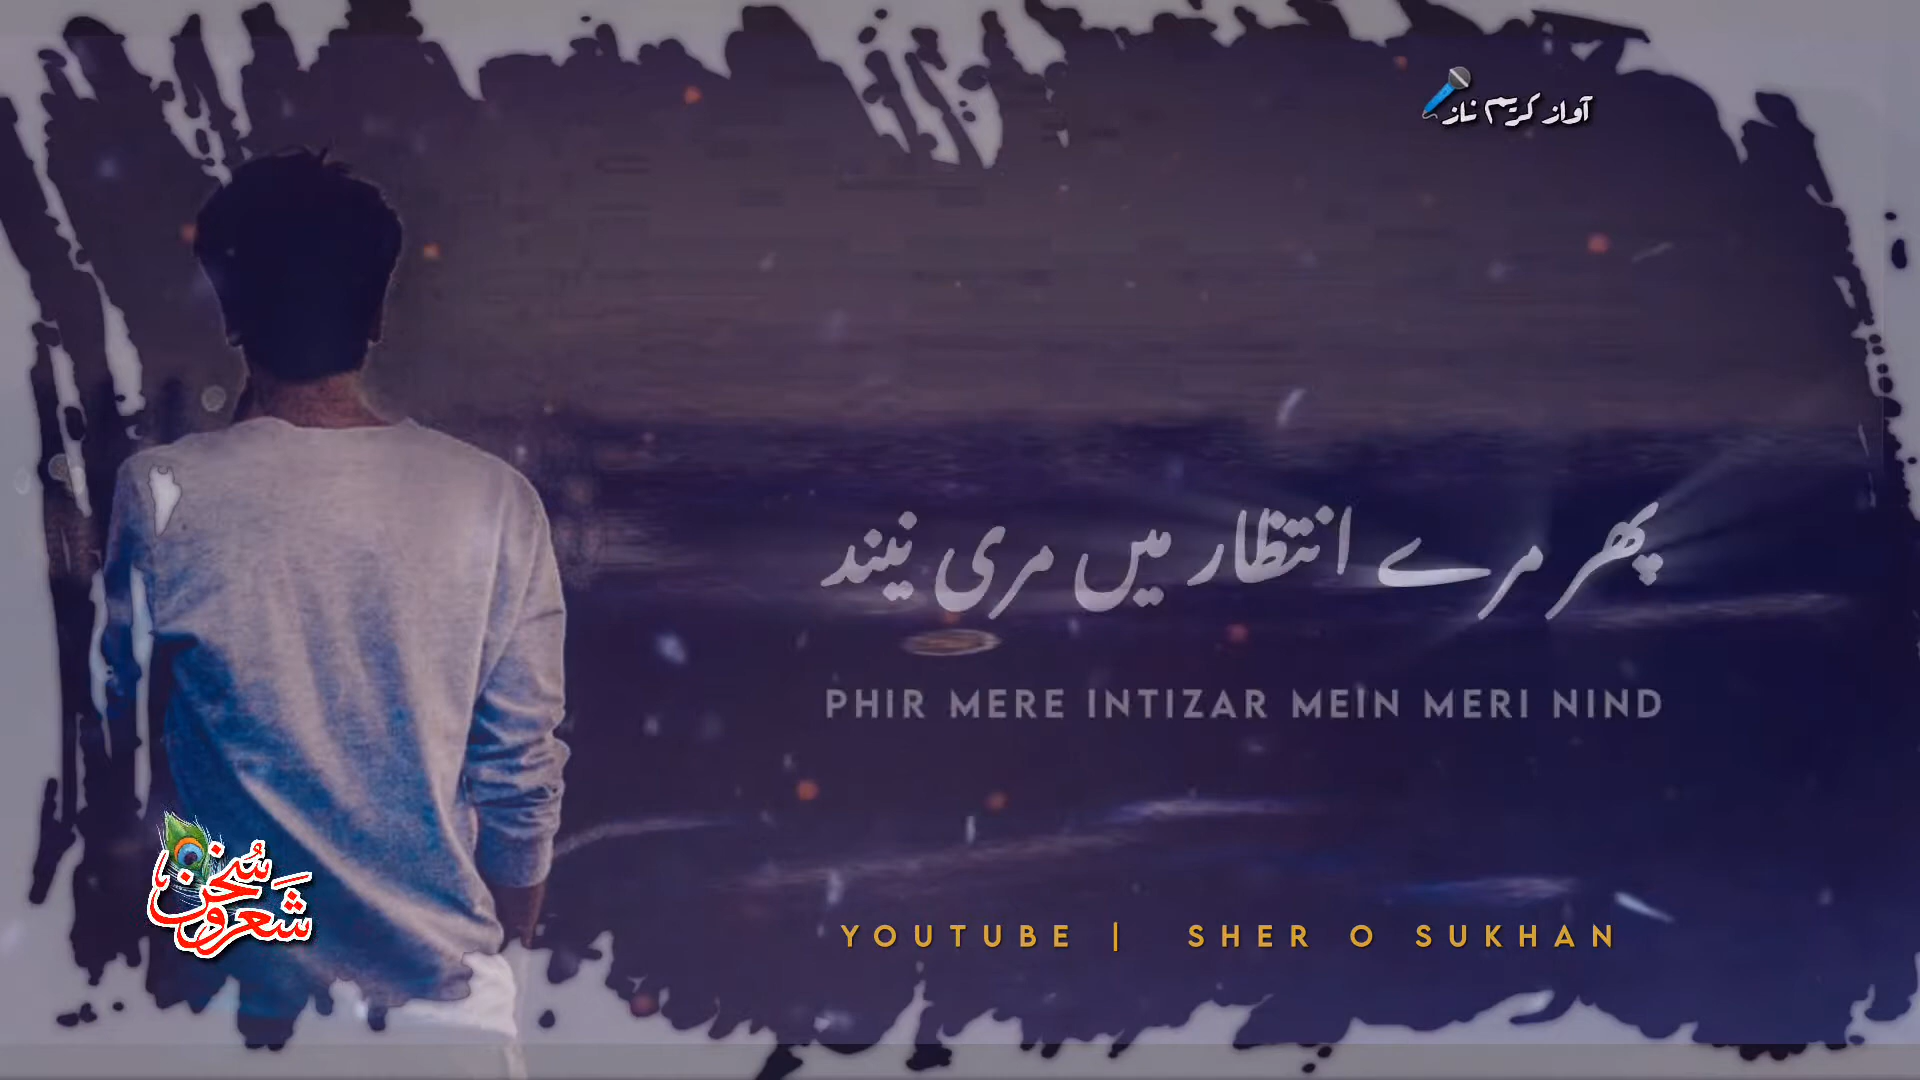 آواز کریم ناز
پھر مرے انتظار میں مری نیند
PHIR MERE INTIZAR MEIN MERI NIND
شعر و سُخن
YOUTUBE | SHER O SUKHAN